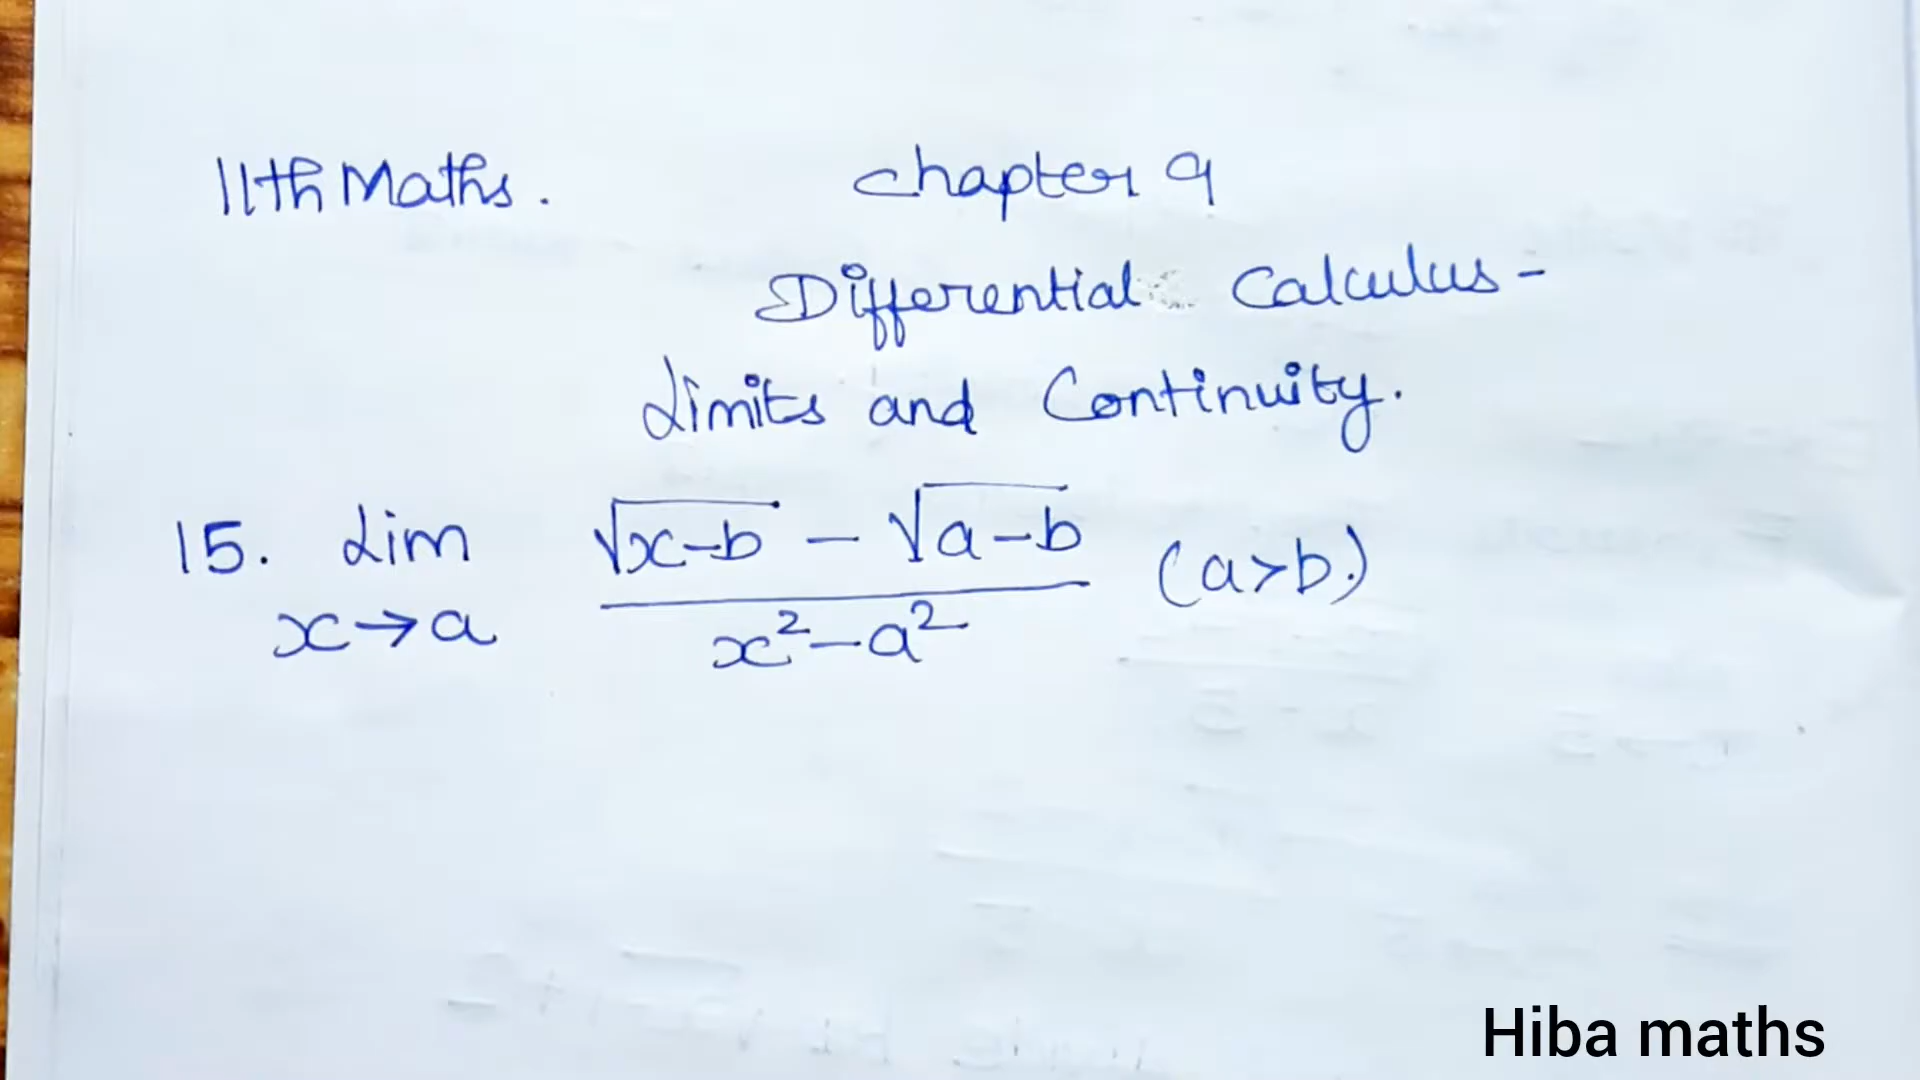 11th Maths. Chapter 9
Differential Calculus -
Limits and Continuity.
15. Lim x→a (√x-b - √a-b)/(x²-a²) (a>b.)
Hiba maths